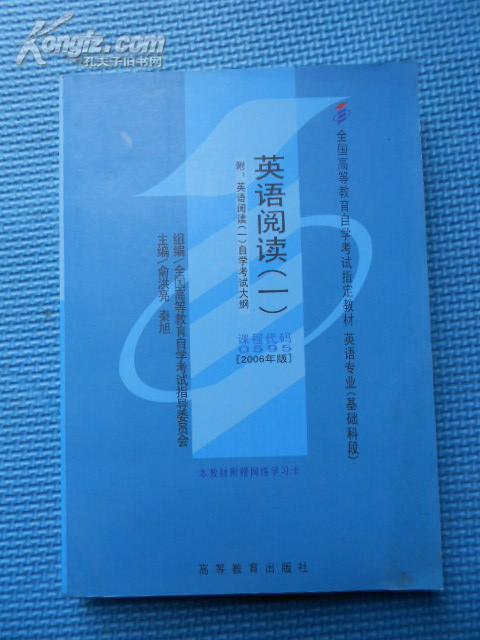 Kongfz.com
孔夫子旧书网
全国高等教育自学考试指定教材 英语专业（基础科段）
英语阅读（一）
附：英语阅读（一）自学考试大纲
课程代码
0595
[2006年版]
组编/全国高等教育自学考试指导委员会
主编/俞洪亮 秦旭
本教材附赠网络学习卡
高等教育出版社